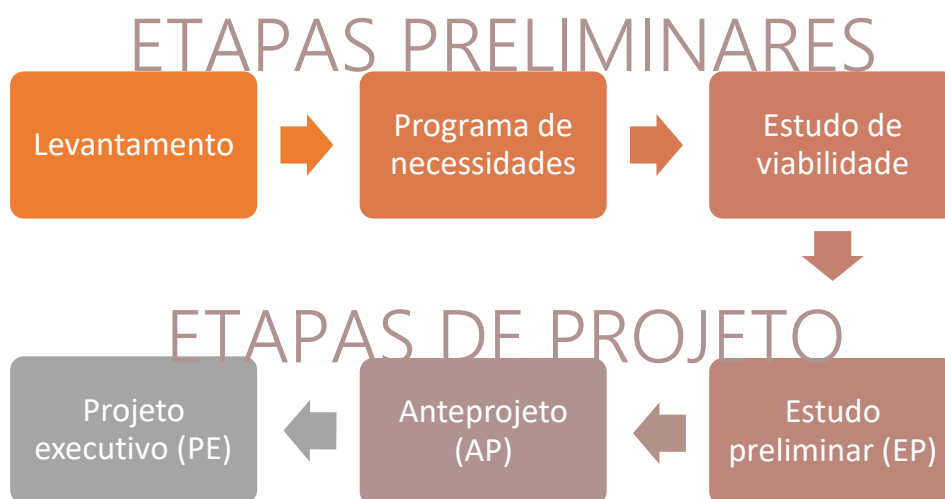 ETAPAS PRELIMINARES
Levantamento
Programa de
necessidades
Estudo de
viabilidade
ETAPAS DE PROJETO
Projeto
executivo (PE)
Anteprojeto
(AP)
Estudo
preliminar (EP)